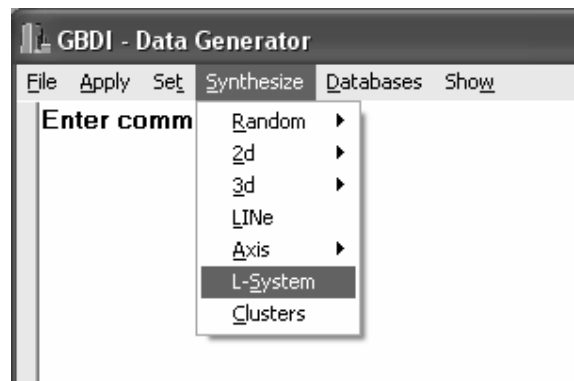 GBDI - Data Generator
File Apply Set Synthesize Databases Show
Enter comm
Random
2d
3d
LINe
Axis
L-System
Clusters